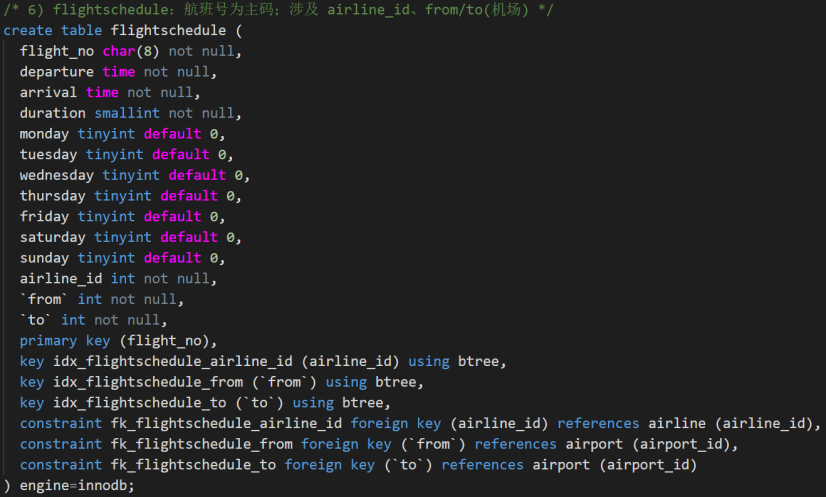 /* 6) flightschedule: 航班号为主码; 涉及 airline_id、from/to(机场) */
create table flightschedule (
  flight_no char(8) not null,
  departure time not null,
  arrival time not null,
  duration smallint not null,
  monday tinyint default 0,
  tuesday tinyint default 0,
  wednesday tinyint default 0,
  thursday tinyint default 0,
  friday tinyint default 0,
  saturday tinyint default 0,
  sunday tinyint default 0,
  airline_id int not null,
  `from` int not null,
  `to` int not null,
  primary key (flight_no),
  key idx_flightschedule_airline_id (airline_id) using btree,
  key idx_flightschedule_from (`from`) using btree,
  key idx_flightschedule_to (`to`) using btree,
  constraint fk_flightschedule_airline_id foreign key (airline_id) references airline (airline_id),
  constraint fk_flightschedule_from foreign key (`from`) references airport (airport_id),
  constraint fk_flightschedule_to foreign key (`to`) references airport (airport_id)
) engine=innodb;